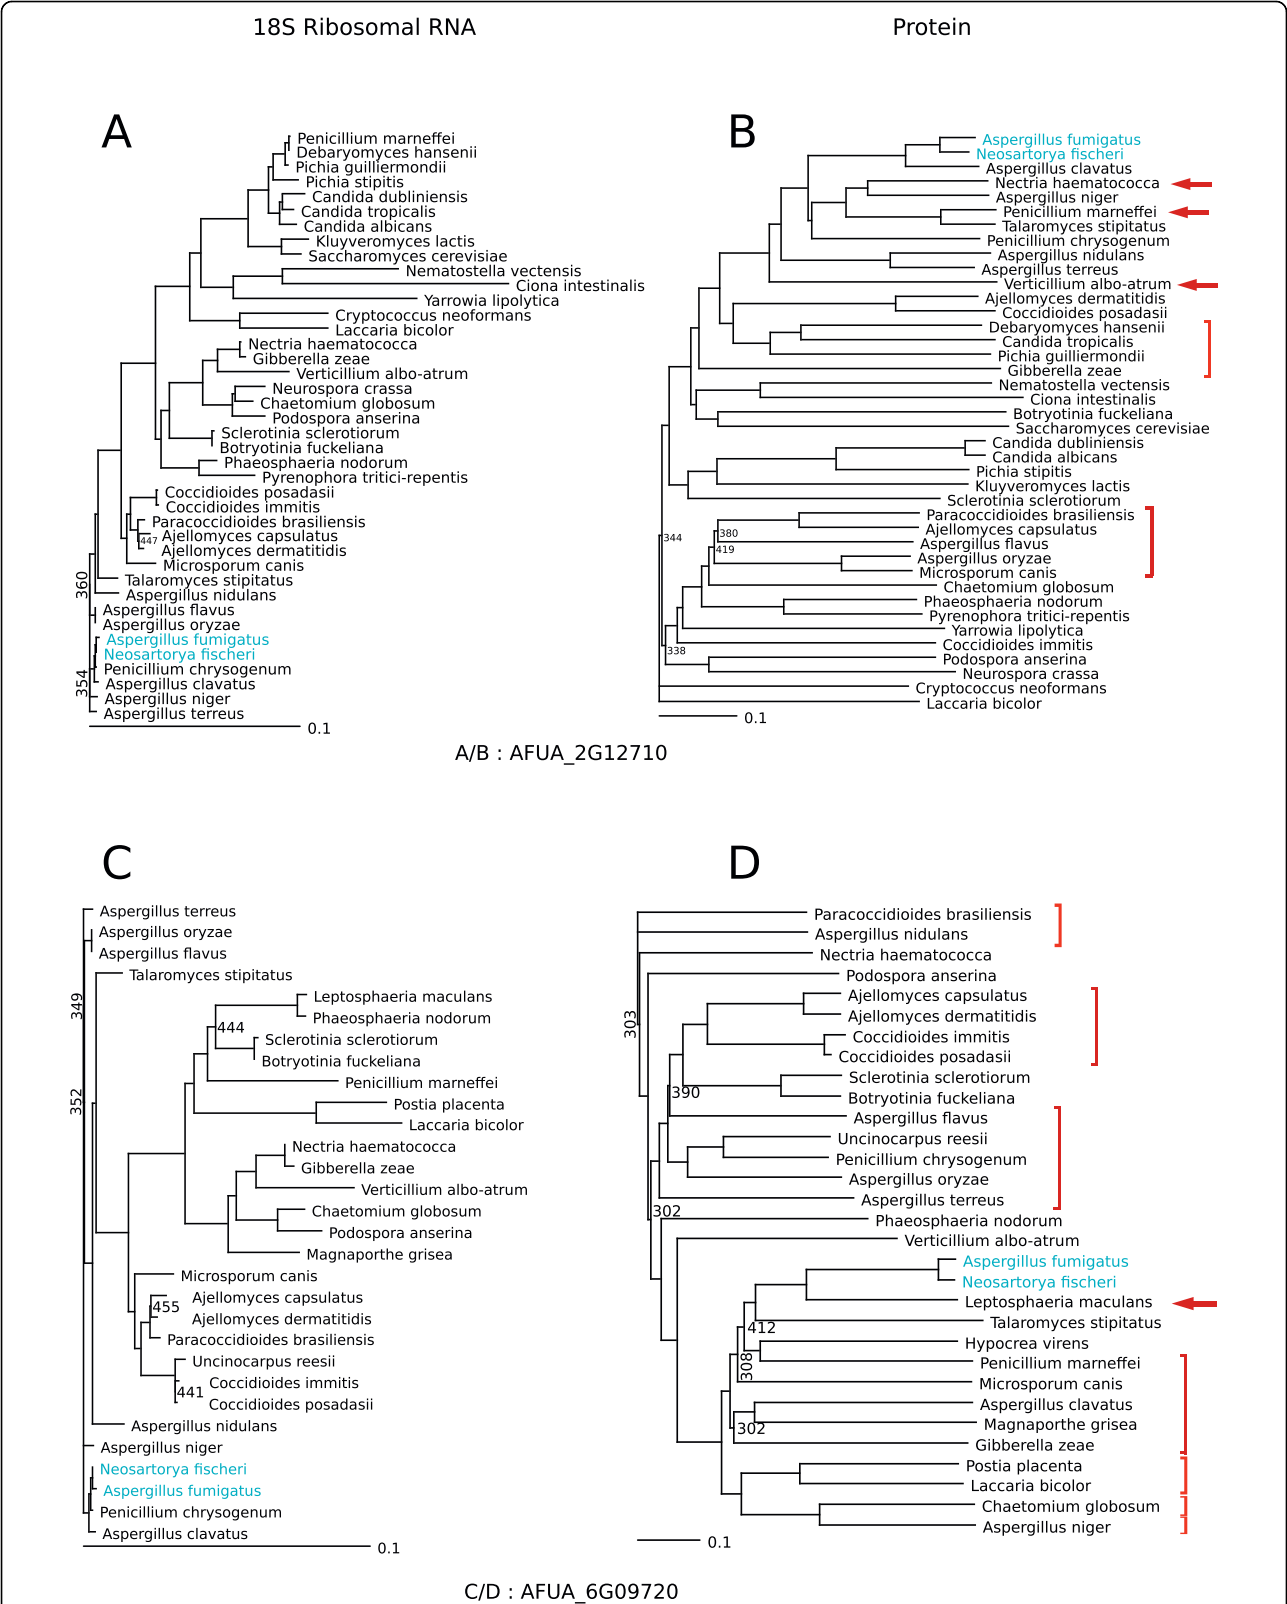 18S Ribosomal RNA
Protein
A
Penicillium marneffei
Debaryomyces hansenii
Pichia guilliermondii
Pichia stipitis
Candida dubliniensis
Candida tropicalis
Candida albicans
Kluyveromyces lactis
Saccharomyces cerevisiae
Nematostella vectensis
Ciona intestinalis
Yarrowia lipolytica
Cryptococcus neoformans
Laccaria bicolor
Nectria haematococca
Gibberella zeae
Verticillium albo-atrum
Neurospora crassa
Chaetomium globosum
Podospora anserina
Sclerotinia sclerotiorum
Botryotinia fuckeliana
Phaeosphaeria nodorum
Pyrenophora tritici-repentis
Coccidioides posadasii
Coccidioides immitis
Paracoccidioides brasiliensis
447 Ajellomyces capsulatus
Ajellomyces dermatitidis
Microsporum canis
Talaromyces stipitatus
360
Aspergillus nidulans
Aspergillus flavus
Aspergillus oryzae
Aspergillus fumigatus
Neosartorya fischeri
Penicillium chrysogenum
354
Aspergillus clavatus
Aspergillus niger
Aspergillus terreus
0.1
B
Aspergillus fumigatus
Neosartorya fischeri
Aspergillus clavatus
Nectria haematococca
Aspergillus niger
Penicillium marneffei
Talaromyces stipitatus
Penicillium chrysogenum
Aspergillus nidulans
Aspergillus terreus
Verticillium albo-atrum
Ajellomyces dermatitidis
Coccidioides posadasii
Debaryomyces hansenii
Candida tropicalis
Pichia guilliermondii
Gibberella zeae
Nematostella vectensis
Ciona intestinalis
Botryotinia fuckeliana
Saccharomyces cerevisiae
Candida dubliniensis
Candida albicans
Pichia stipitis
Kluyveromyces lactis
Sclerotinia sclerotiorum
Paracoccidioides brasiliensis
Ajellomyces capsulatus
380
344
Aspergillus flavus
419
Aspergillus oryzae
Microsporum canis
Chaetomium globosum
Phaeosphaeria nodorum
Pyrenophora tritici-repentis
Yarrowia lipolytica
Coccidioides immitis
338
Podospora anserina
Neurospora crassa
Cryptococcus neoformans
Laccaria bicolor
0.1
A/B : AFUA_2G12710
C
Aspergillus terreus
Aspergillus oryzae
Aspergillus flavus
Talaromyces stipitatus
Leptosphaeria maculans
349
Phaeosphaeria nodorum
444
Sclerotinia sclerotiorum
Botryotinia fuckeliana
Penicillium marneffei
352
Postia placenta
Laccaria bicolor
Nectria haematococca
Gibberella zeae
Verticillium albo-atrum
Chaetomium globosum
Podospora anserina
Magnaporthe grisea
Microsporum canis
Ajellomyces capsulatus
455
Ajellomyces dermatitidis
Paracoccidioides brasiliensis
Uncinocarpus reesii
Coccidioides immitis
441
Coccidioides posadasii
Aspergillus nidulans
Aspergillus niger
Neosartorya fischeri
Aspergillus fumigatus
Penicillium chrysogenum
Aspergillus clavatus
0.1
D
Paracoccidioides brasiliensis
Aspergillus nidulans
Nectria haematococca
Podospora anserina
Ajellomyces capsulatus
Ajellomyces dermatitidis
303
Coccidioides immitis
Coccidioides posadasii
Sclerotinia sclerotiorum
390
Botryotinia fuckeliana
Aspergillus flavus
Uncinocarpus reesii
Penicillium chrysogenum
Aspergillus oryzae
Aspergillus terreus
302
Phaeosphaeria nodorum
Verticillium albo-atrum
Aspergillus fumigatus
Neosartorya fischeri
Leptosphaeria maculans
Talaromyces stipitatus
412
Hypocrea virens
Penicillium marneffei
308
Microsporum canis
Aspergillus clavatus
Magnaporthe grisea
302
Gibberella zeae
Postia placenta
Laccaria bicolor
Chaetomium globosum
Aspergillus niger
0.1
C/D : AFUA_6G09720